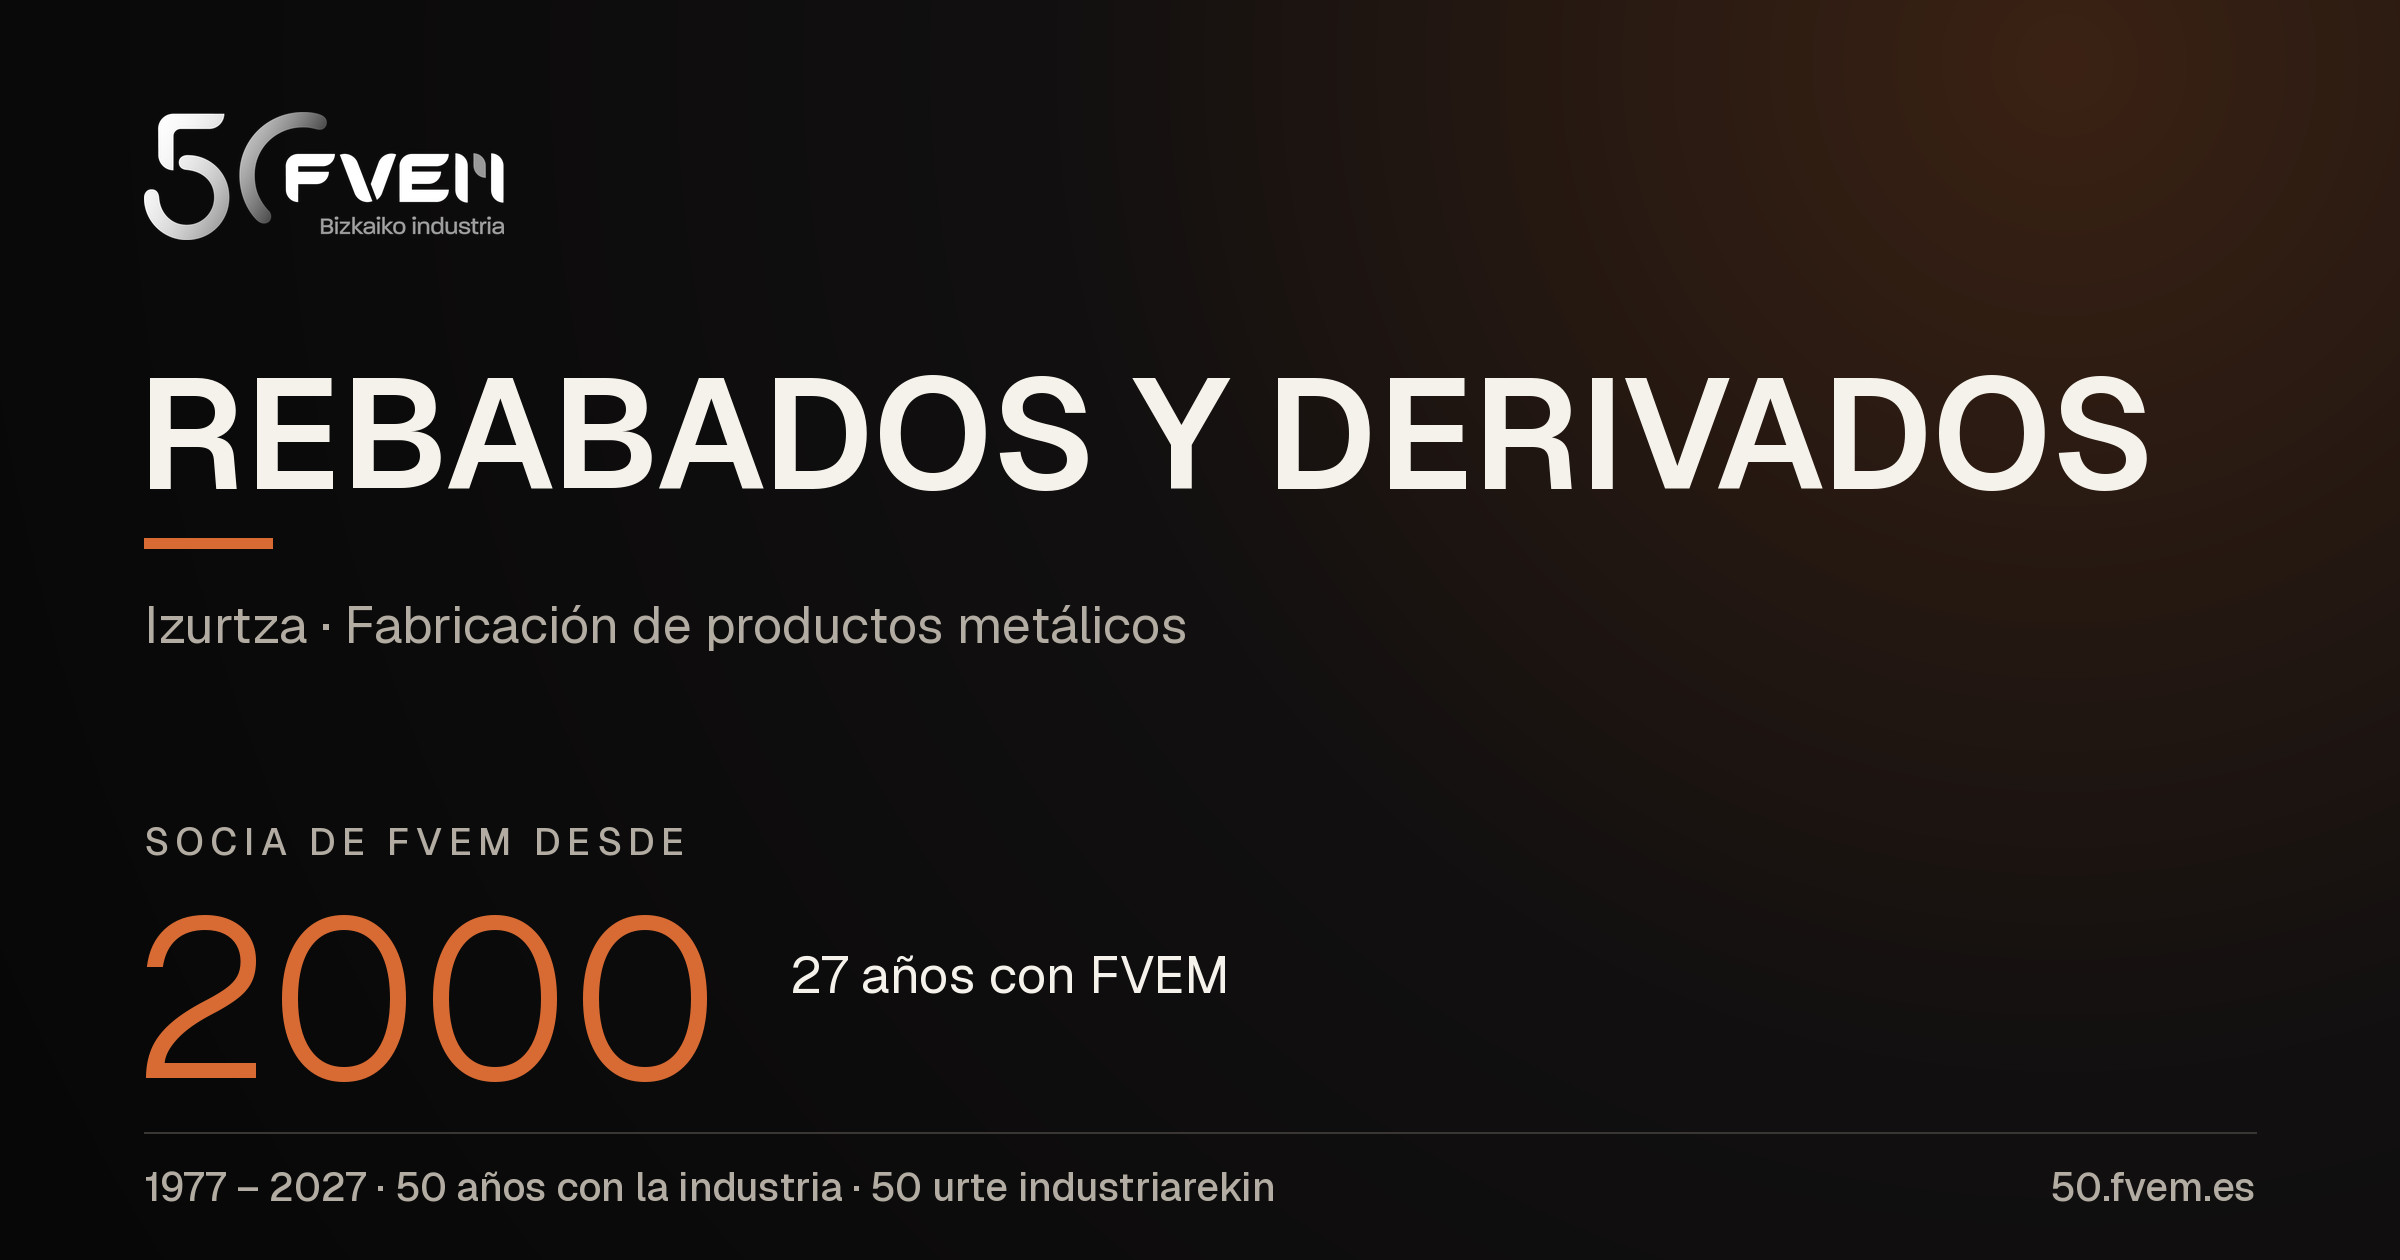 50 FVEM
Bizkaiko industria
REBABADOS Y DERIVADOS
Izurtza · Fabricación de productos metálicos
SOCIA DE FVEM DESDE
2000
27 años con FVEM
1977 – 2027 · 50 años con la industria · 50 urte industriarekin
50.fvem.es